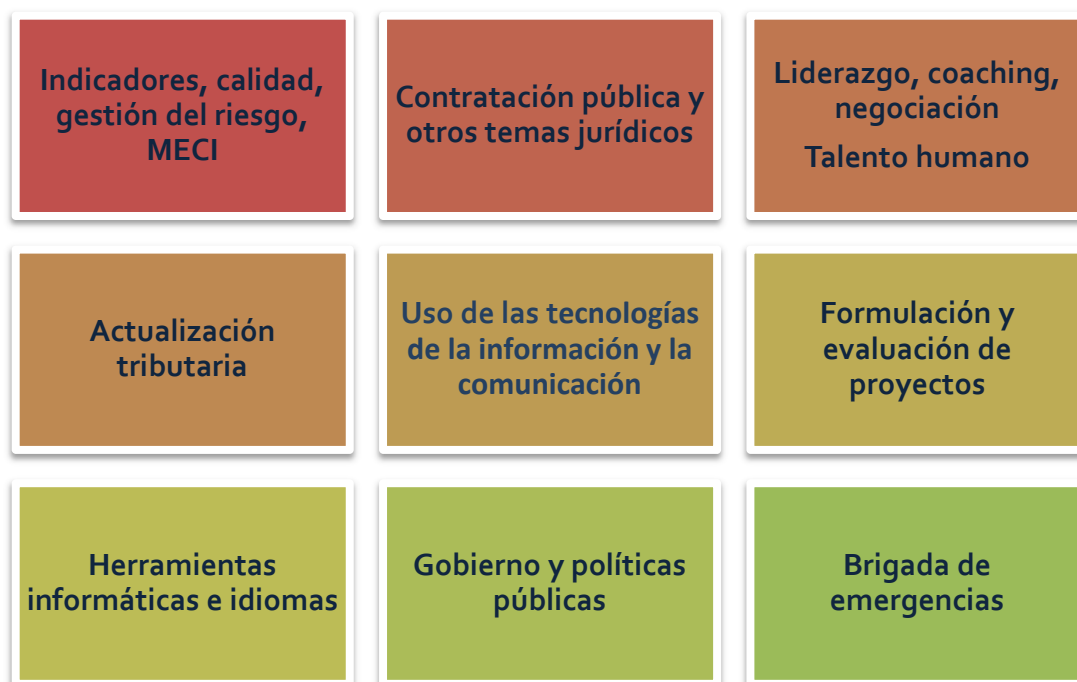 Indicadores, calidad,
gestión del riesgo,
MECI
Contratación pública y
otros temas jurídicos
Liderazgo, coaching,
negociación
Talento humano
Actualización
tributaria
Uso de las tecnologías
de la información y la
comunicación
Formulación y
evaluación de
proyectos
Herramientas
informáticas e idiomas
Gobierno y políticas
públicas
Brigada de
emergencias